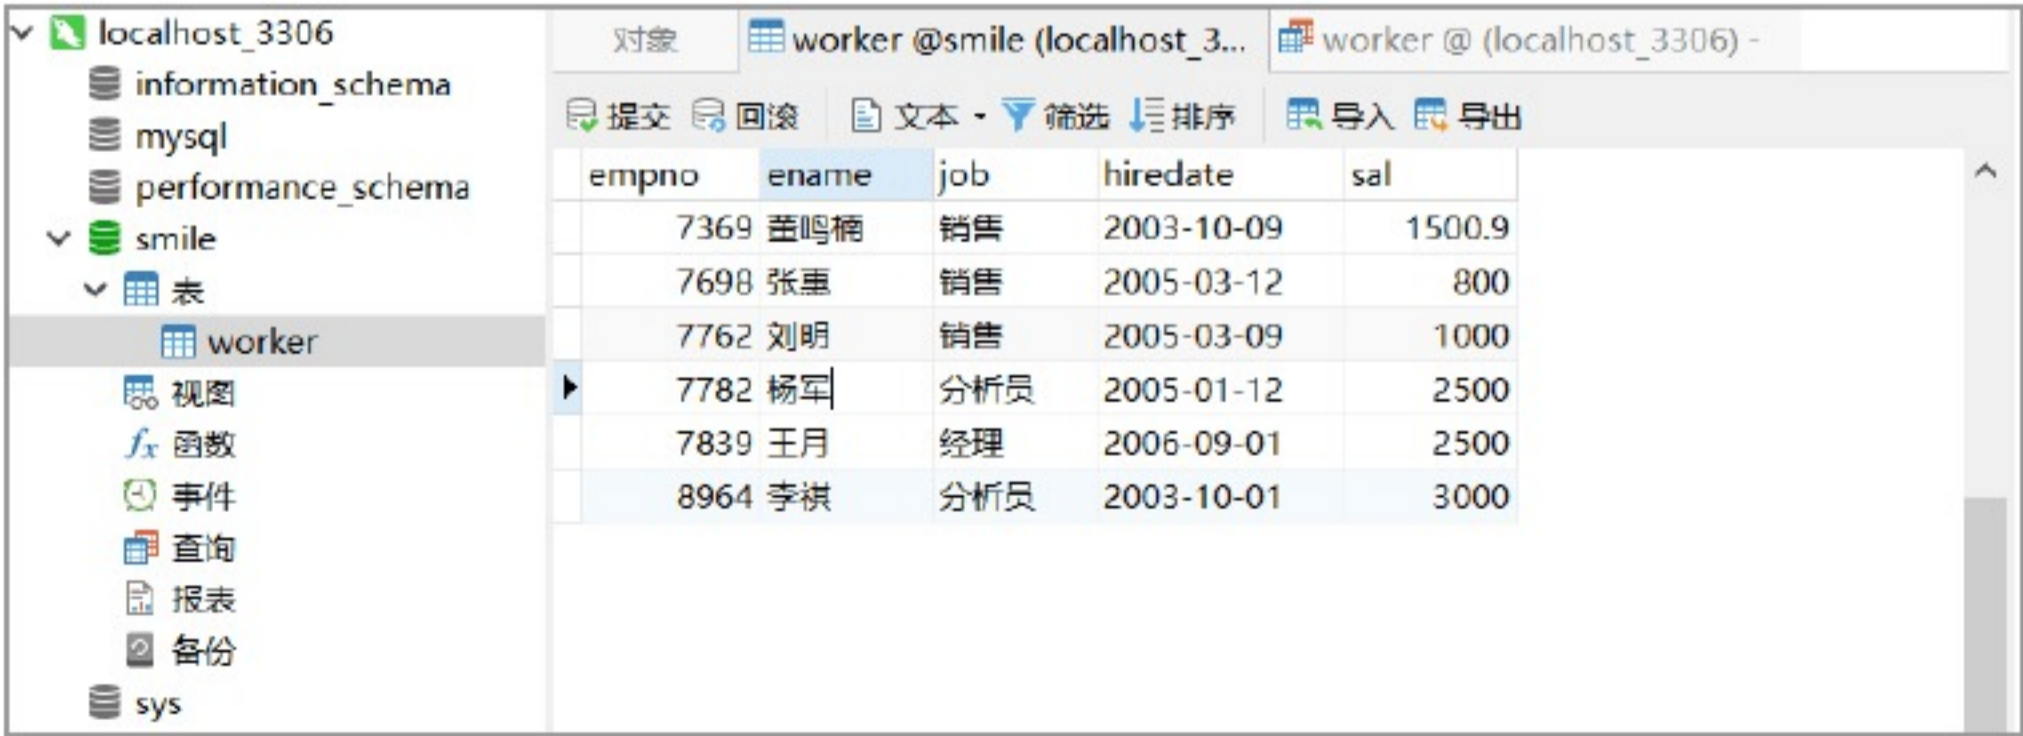 localhost_3306
information_schema
mysql
performance_schema
smile
表
worker
视图
fx 函数
事件
查询
报表
备份
sys
对象 worker @smile (localhost_3... worker @ (localhost_3306) -
提交 回滚 文本 筛选 排序 导入 导出
empno ename job hiredate sal
7369 董鸣楠 销售 2003-10-09 1500.9
7698 张惠 销售 2005-03-12 800
7762 刘明 销售 2005-03-09 1000
7782 杨军 分析员 2005-01-12 2500
7839 王月 经理 2006-09-01 2500
8964 李祺 分析员 2003-10-01 3000